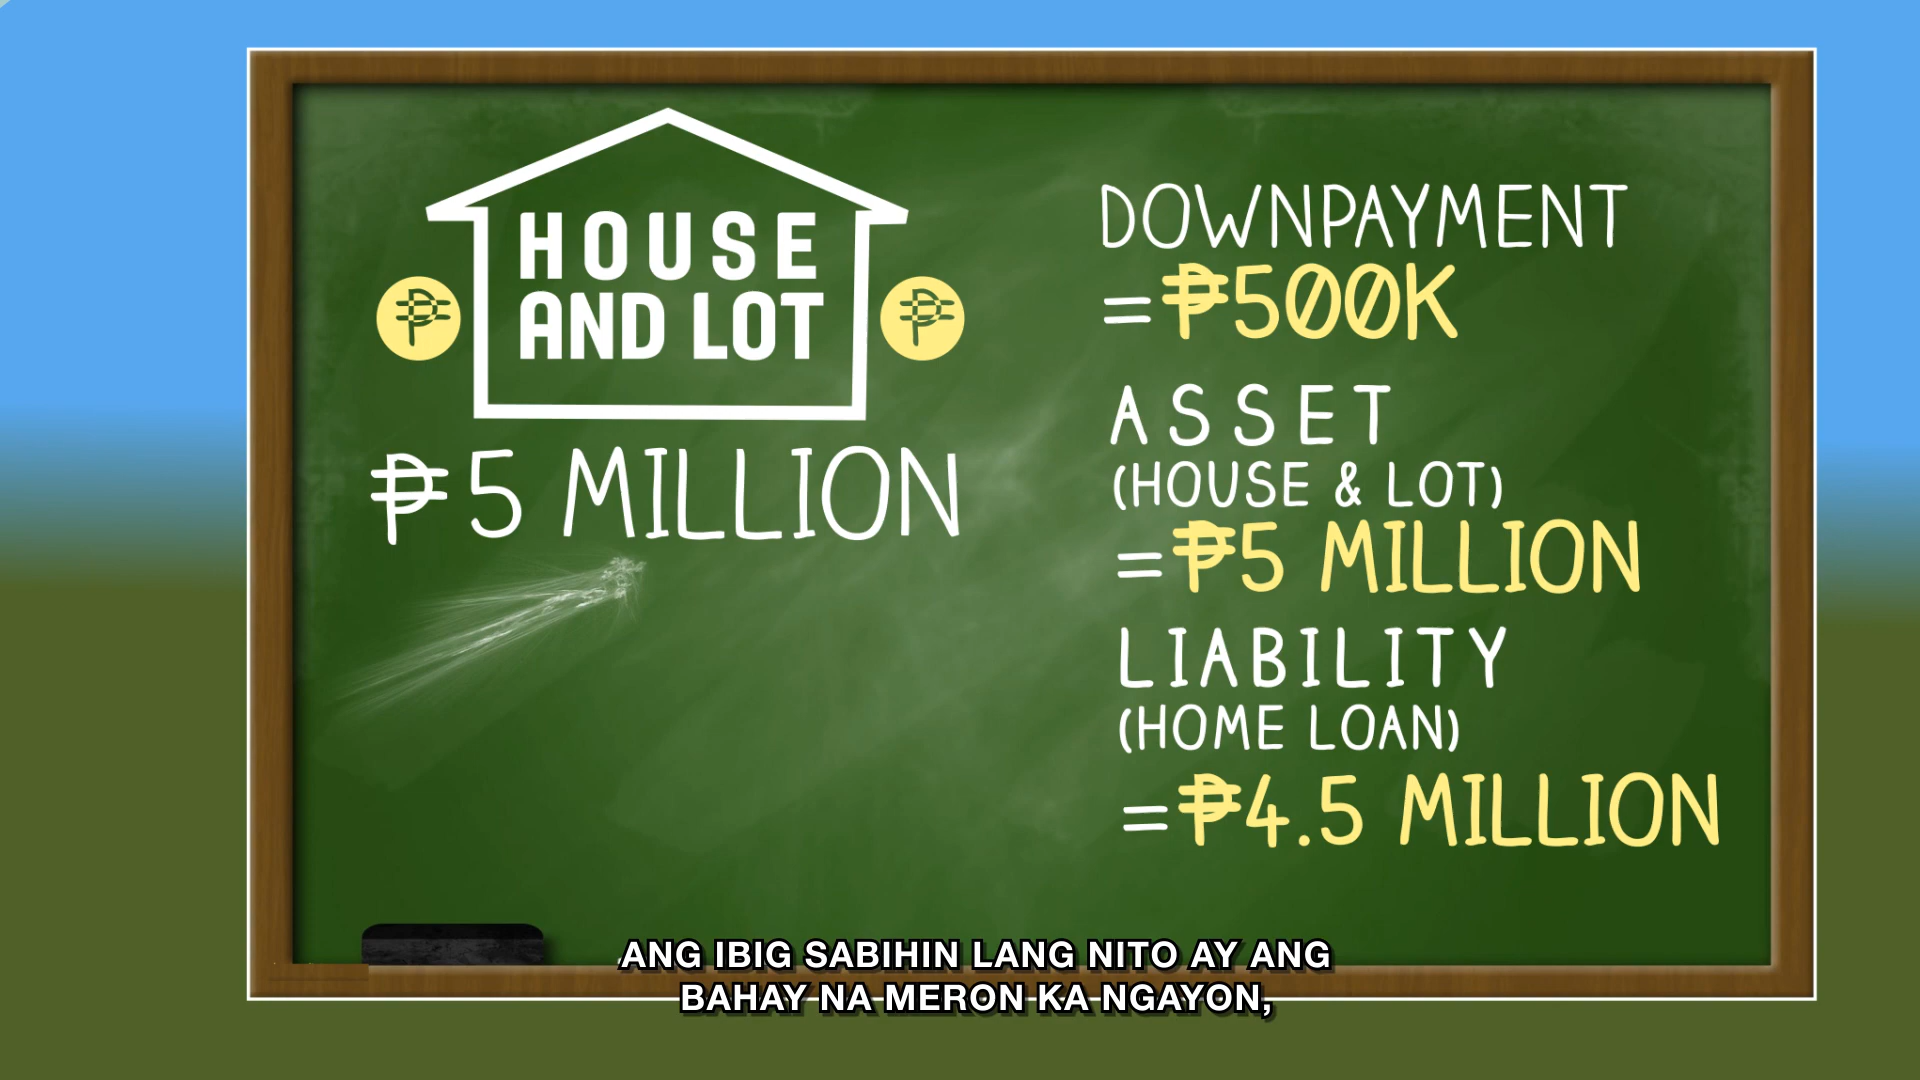 HOUSE
AND LOT
₱ ₱
₱5 MILLION
DOWNPAYMENT
=₱500K
ASSET
(HOUSE & LOT)
=₱5 MILLION
LIABILITY
(HOME LOAN)
=₱4.5 MILLION
ANG IBIG SABIHIN LANG NITO AY ANG
BAHAY NA MERON KA NGAYON,